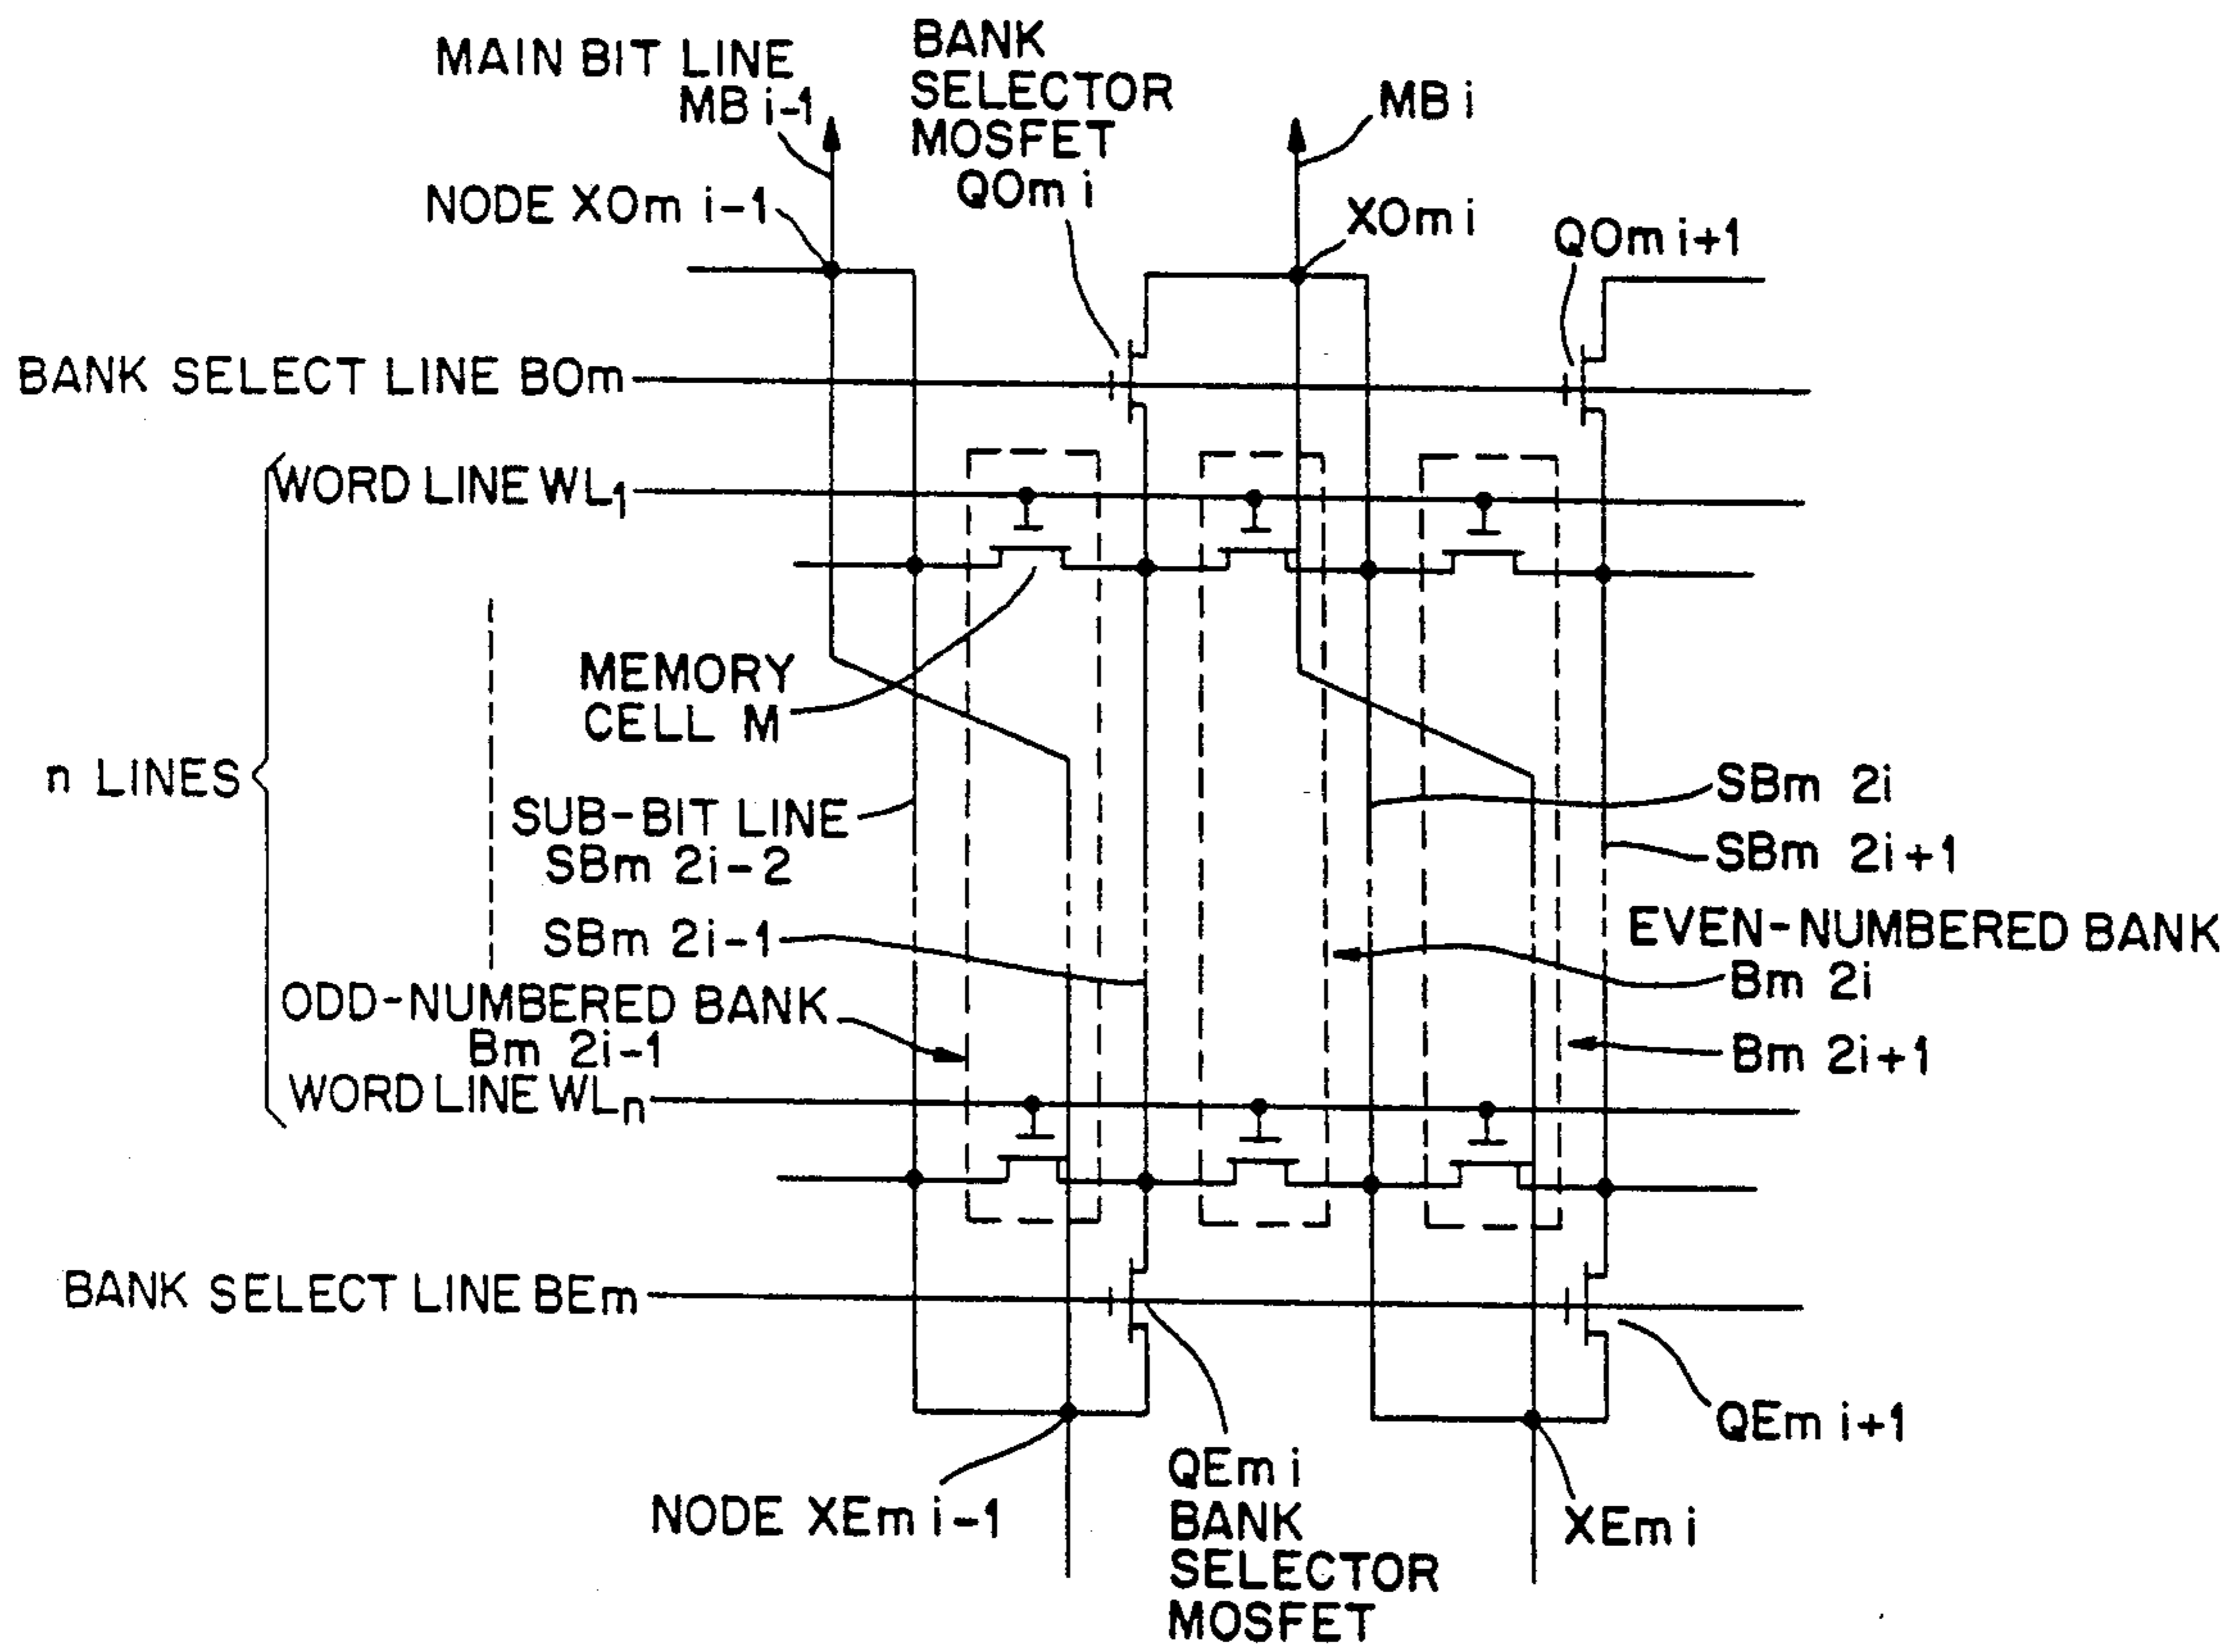 MAIN BIT LINE
MB i-1
BANK
SELECTOR
MOSFET
QOm i
MB i
NODE XOm i-1
XOm i
QOm i+1
BANK SELECT LINE BOm
WORD LINE WL1
MEMORY
CELL M
n LINES
SUB-BIT LINE
SBm 2i-2
SBm 2i
SBm 2i+1
SBm 2i-1
EVEN-NUMBERED BANK
Bm 2i
ODD-NUMBERED BANK
Bm 2i-1
Bm 2i+1
WORD LINE WLn
BANK SELECT LINE BEm
QEm i+1
NODE XEm i-1
QEm i
BANK
SELECTOR
MOSFET
XEm i